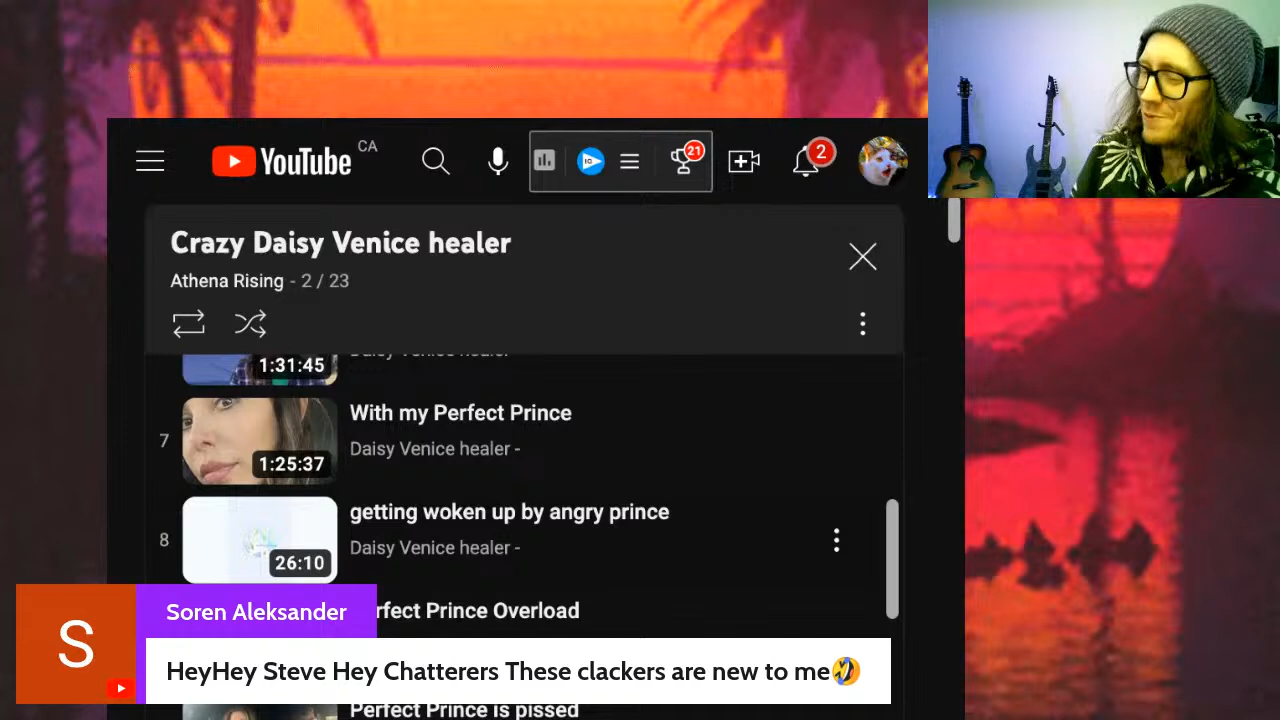 YouTube CA
21
2
Crazy Daisy Venice healer
Athena Rising - 2 / 23
1:31:45
Daisy Venice healer
7
With my Perfect Prince
Daisy Venice healer -
1:25:37
8
getting woken up by angry prince
Daisy Venice healer -
26:10
Soren Aleksander
rfect Prince Overload
S
HeyHey Steve Hey Chatterers These clackers are new to me🤣
Perfect Prince is pissed